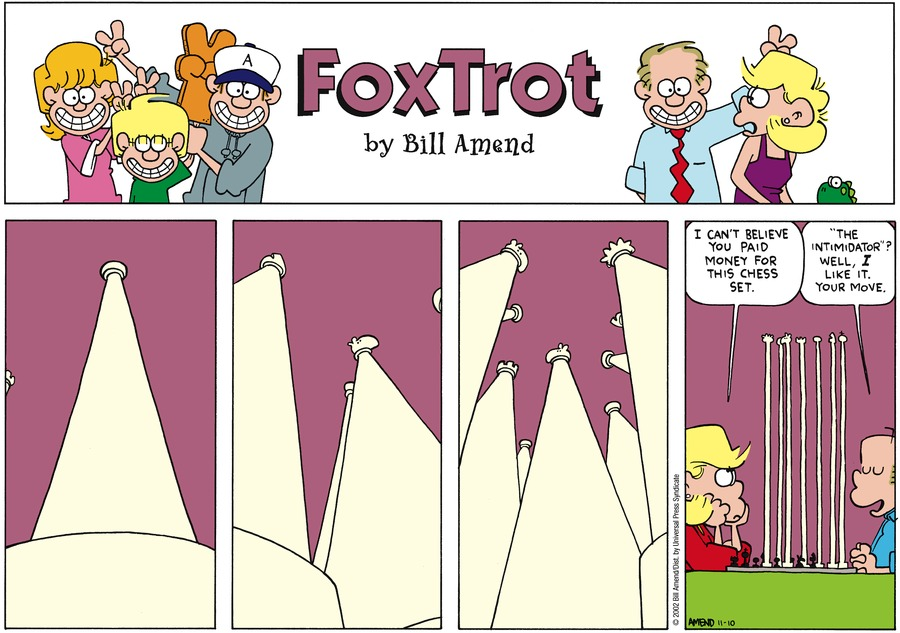 A
FOXTROT
by Bill Amend
I CAN'T BELIEVE
YOU PAID
MONEY FOR
THIS CHESS
SET.
"THE
INTIMIDATOR"?
WELL, I
LIKE IT.
YOUR MOVE.
© 2002 Bill Amend/Dist. by Universal Press Syndicate
AMEND 11-10